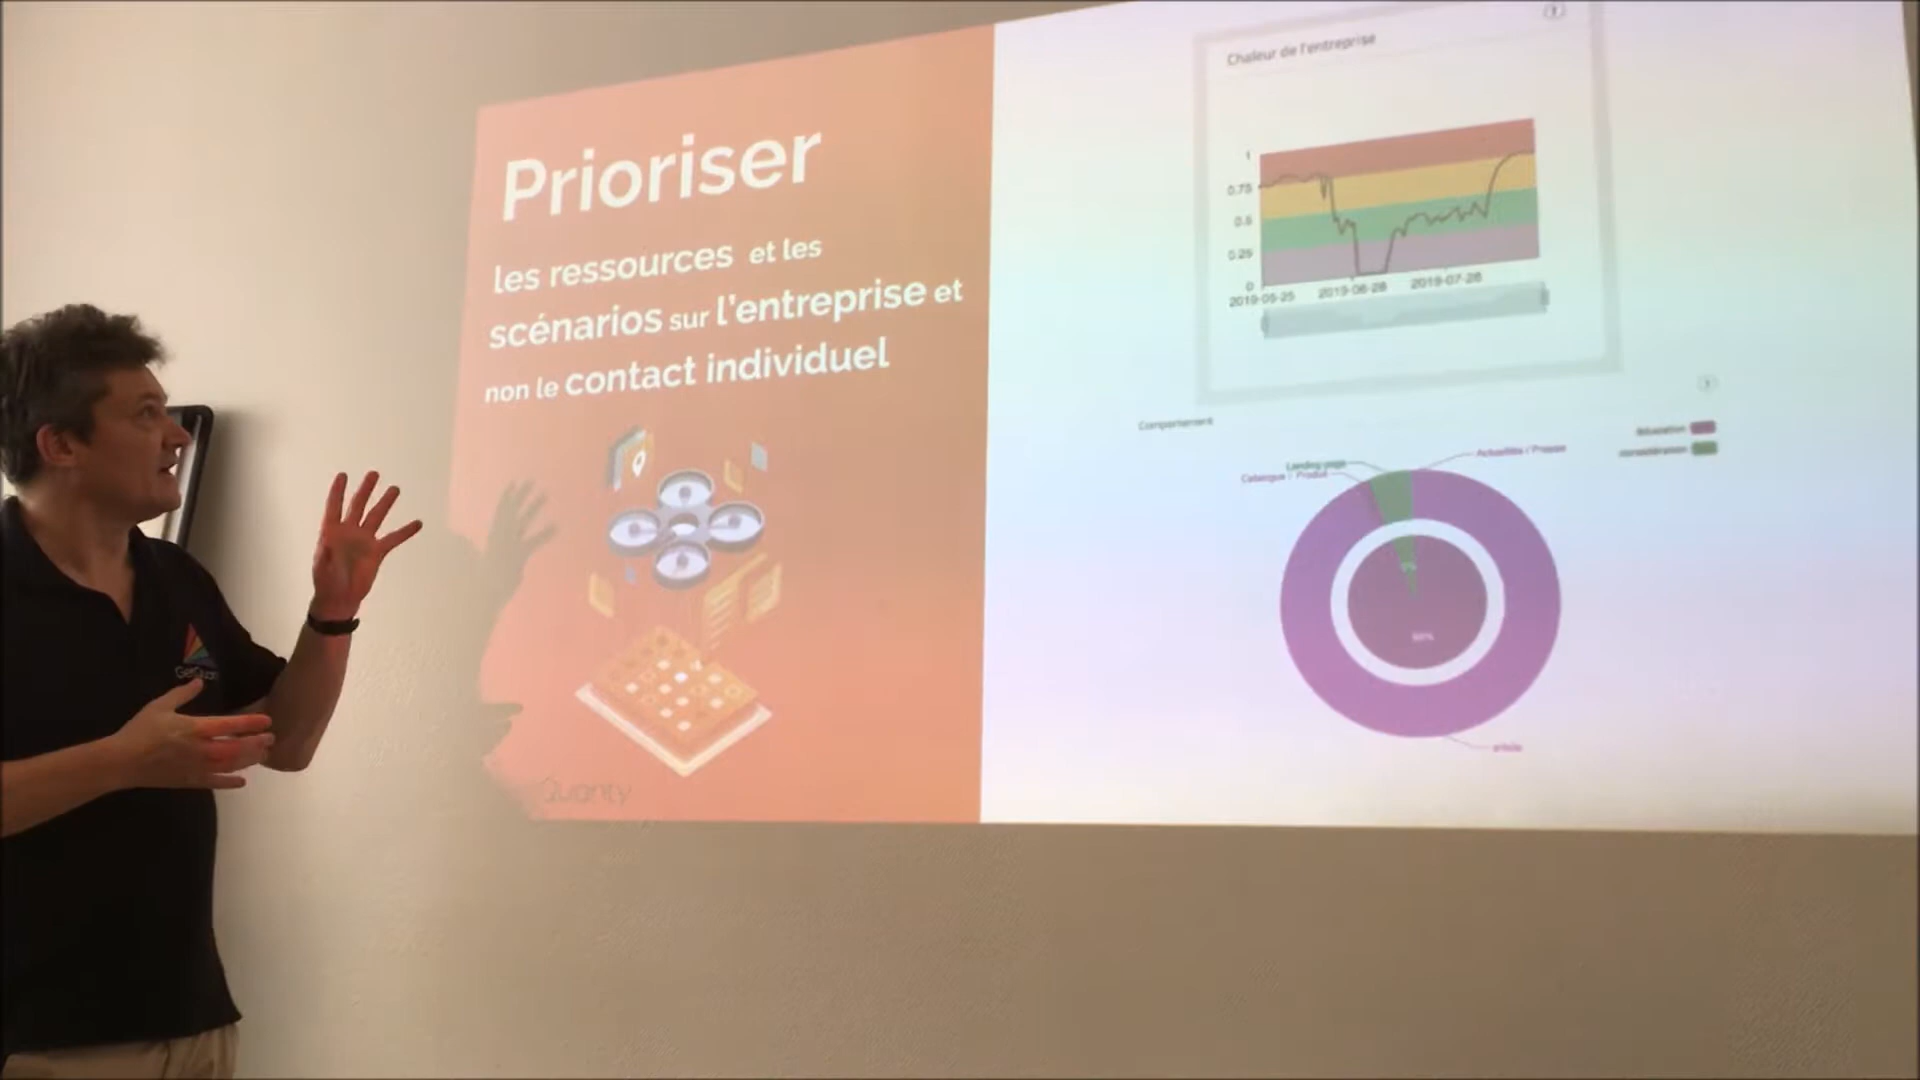 Prioriser
les ressources et les
scénarios sur l'entreprise et
non le contact individuel
Quanty
Chaleur de l'entreprise
1
0.75
0.5
0.25
0
2019-05-25 2019-06-28 2019-07-28
Comportement
Landing page
Catalogue / Produit
Actualités / Presse
article